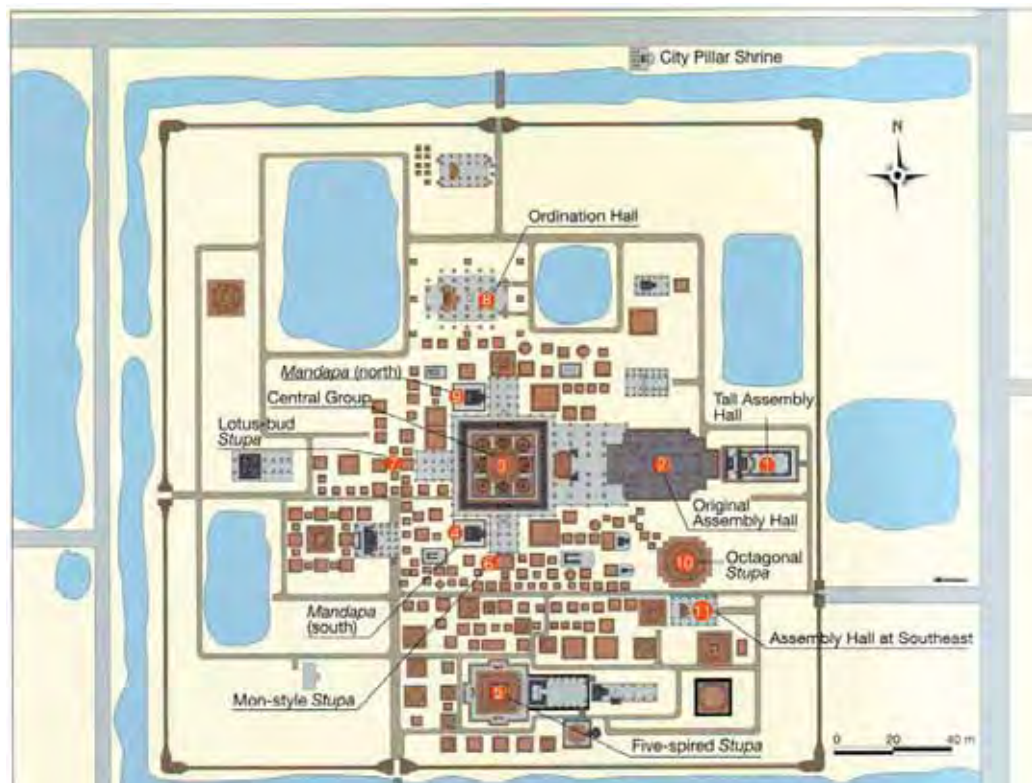 City Pillar Shrine
N
Ordination Hall
8
Mandapa (north)
9
Central Group
Tall Assembly
Hall
Lotus-bud
Stupa
7
3
2
1
Original
Assembly Hall
4
6
10
Octagonal
Stupa
Mandapa
(south)
11
Assembly Hall at Southeast
Mon-style Stupa
5
Five-spired Stupa
0 20 40 m